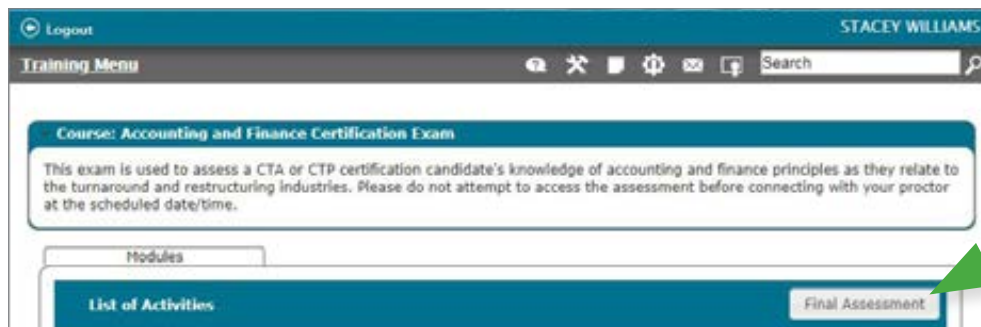 Logout STACEY WILLIAMS
Training Menu Search
Course: Accounting and Finance Certification Exam
This exam is used to assess a CTA or CTP certification candidate's knowledge of accounting and finance principles as they relate to
the turnaround and restructuring industries. Please do not attempt to access the assessment before connecting with your proctor
at the scheduled date/time.
Modules
List of Activities Final Assessment